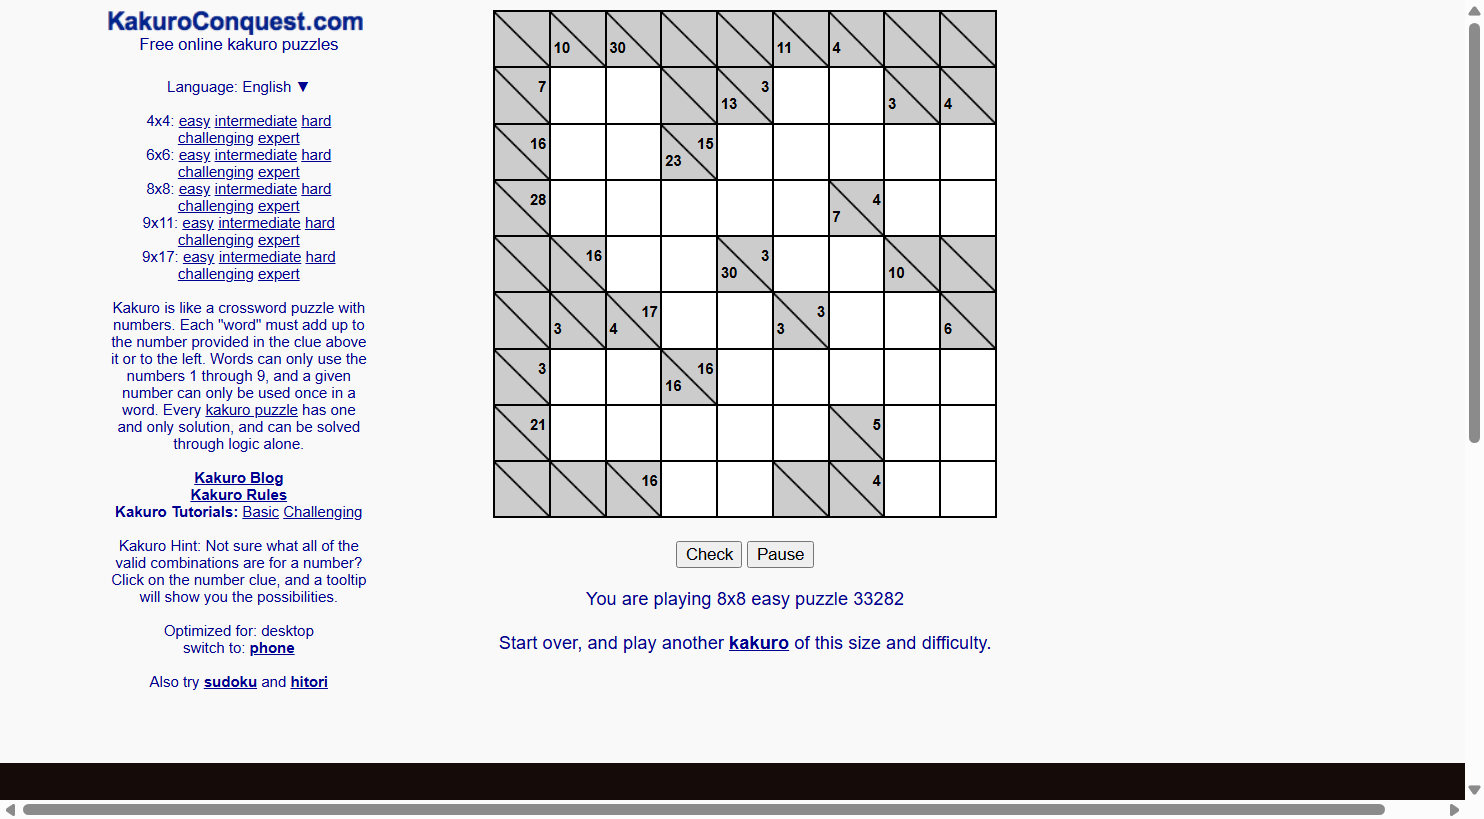 KakuroConquest.com
Free online kakuro puzzles
Language: English ▼
4x4: easy intermediate hard
challenging expert
6x6: easy intermediate hard
challenging expert
8x8: easy intermediate hard
challenging expert
9x11: easy intermediate hard
challenging expert
9x17: easy intermediate hard
challenging expert
Kakuro is like a crossword puzzle with
numbers. Each "word" must add up to
the number provided in the clue above
it or to the left. Words can only use the
numbers 1 through 9, and a given
number can only be used once in a
word. Every kakuro puzzle has one
and only solution, and can be solved
through logic alone.
Kakuro Blog
Kakuro Rules
Kakuro Tutorials: Basic Challenging
Kakuro Hint: Not sure what all of the
valid combinations are for a number?
Click on the number clue, and a tooltip
will show you the possibilities.
Optimized for: desktop
switch to: phone
Also try sudoku and hitori
10 30 11 4
7 3
13 3 4
16 15
23
28 4
7
16 3
30 10
17 3
3 4 3 6
3 16
16
21 5
16 4
Check Pause
You are playing 8x8 easy puzzle 33282
Start over, and play another kakuro of this size and difficulty.